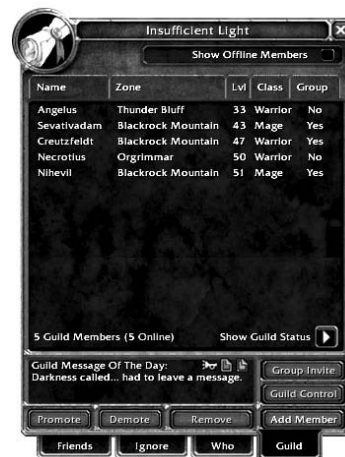 Insufficient Light
Show Offline Members
Name Zone Lvl Class Group
Angelus Thunder Bluff 33 Warrior No
Sevativadam Blackrock Mountain 43 Mage Yes
Creutzfeldt Blackrock Mountain 47 Warrior Yes
Necrotius Orgrimmar 50 Warrior No
Nihevil Blackrock Mountain 51 Mage Yes
5 Guild Members (5 Online) Show Guild Status
Guild Message Of The Day:
Darkness called... had to leave a message.
Group Invite
Guild Control
Promote Demote Remove Add Member
Friends Ignore Who Guild